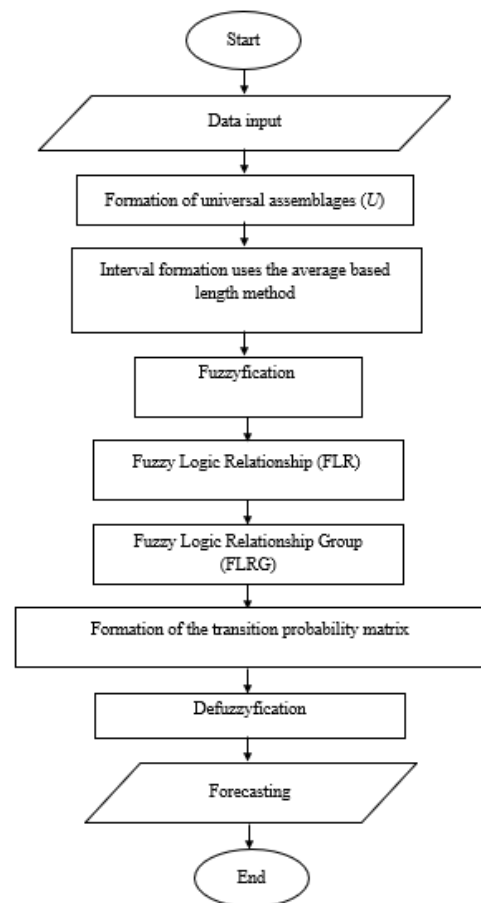 Start
Data input
Formation of universal assemblages (U)
Interval formation uses the average based
length method
Fuzzyfication
Fuzzy Logic Relationship (FLR)
Fuzzy Logic Relationship Group
(FLRG)
Formation of the transition probability matrix
Defuzzyfication
Forecasting
End